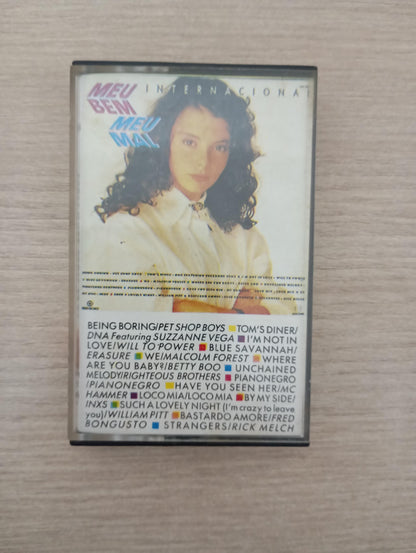 MEU
BEM
MEU
MAL
INTERNACIONAL
BEING BORING/PET SHOP BOYS TOM'S DINER/
DNA Featuring SUZZANNE VEGA I'M NOT IN
LOVE/WILL TO POWER BLUE SAVANNAH/
ERASURE WE/MALCOLM FOREST WHERE
ARE YOU BABY?/BETTY BOO UNCHAINED
MELODY/RIGHTEOUS BROTHERS PIANONEGRO
/PIANONEGRO HAVE YOU SEEN HER/MC
HAMMER LOCO MIA/LOCO MIA BY MY SIDE/
INXS SUCH A LOVELY NIGHT (I'm crazy to leave
you)/WILLIAM PITT BASTARDO AMORE/FRED
BONGUSTO STRANGERS/RICK MELCH